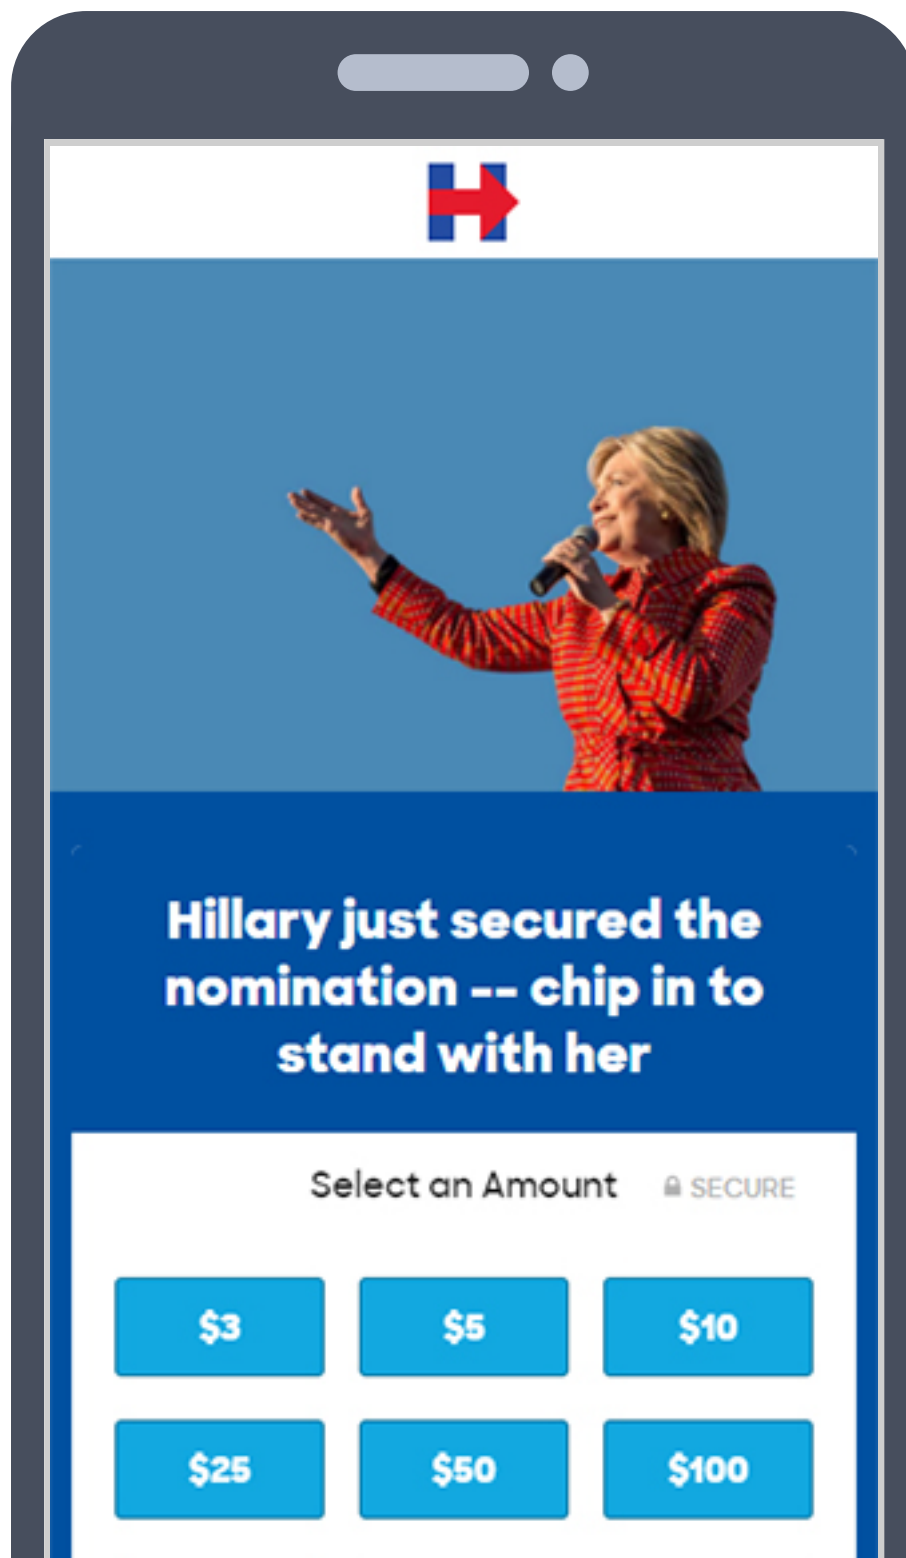 H
Hillary just secured the
nomination -- chip in to
stand with her
Select an Amount SECURE
$3 $5 $10
$25 $50 $100